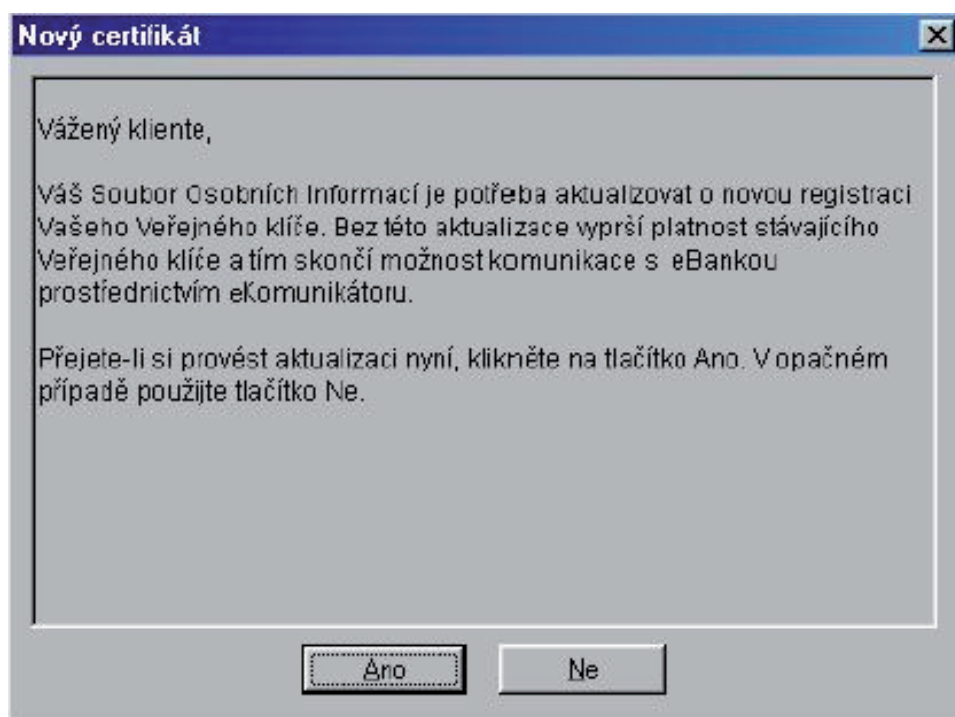 Nový certifikát
Vážený kliente,
Váš Soubor Osobních Informací je potřeba aktualizovat o novou registraci
Vašeho Veřejného klíče. Bez této aktualizace vyprší platnost stávajícího
Veřejného klíče a tím skončí možnost komunikace s eBankou
prostřednictvím eKomunikátoru.
Přejete-li si provést aktualizaci nyní, klikněte na tlačítko Ano. V opačném
případě použijte tlačítko Ne.
Ano
Ne